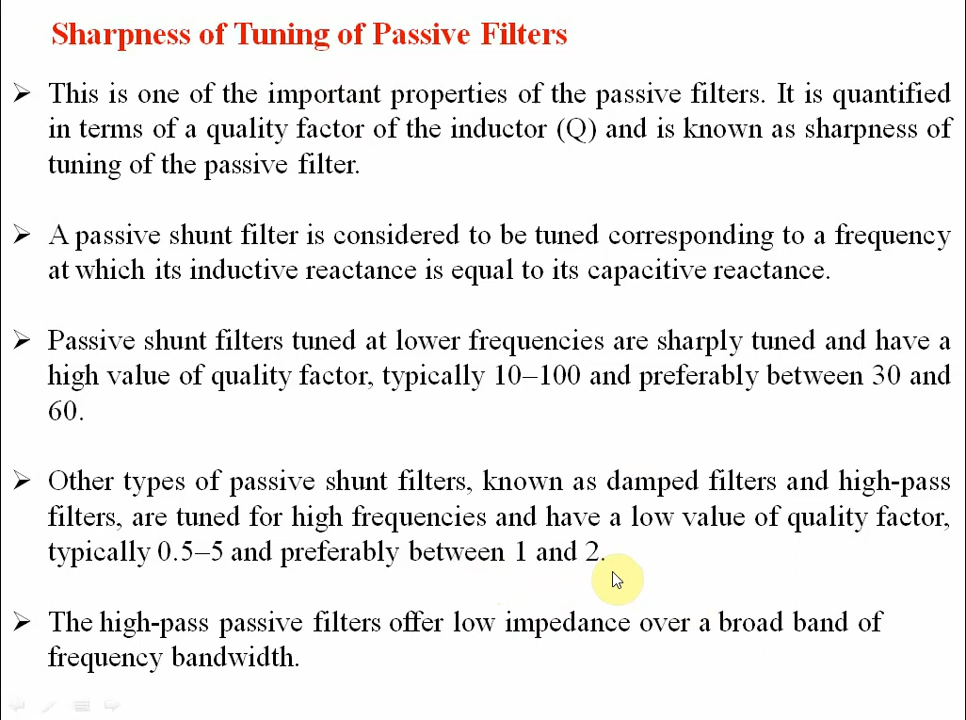 Sharpness of Tuning of Passive Filters
➢ This is one of the important properties of the passive filters. It is quantified
in terms of a quality factor of the inductor (Q) and is known as sharpness of
tuning of the passive filter.
➢ A passive shunt filter is considered to be tuned corresponding to a frequency
at which its inductive reactance is equal to its capacitive reactance.
➢ Passive shunt filters tuned at lower frequencies are sharply tuned and have a
high value of quality factor, typically 10–100 and preferably between 30 and
60.
➢ Other types of passive shunt filters, known as damped filters and high-pass
filters, are tuned for high frequencies and have a low value of quality factor,
typically 0.5–5 and preferably between 1 and 2.
➢ The high-pass passive filters offer low impedance over a broad band of
frequency bandwidth.